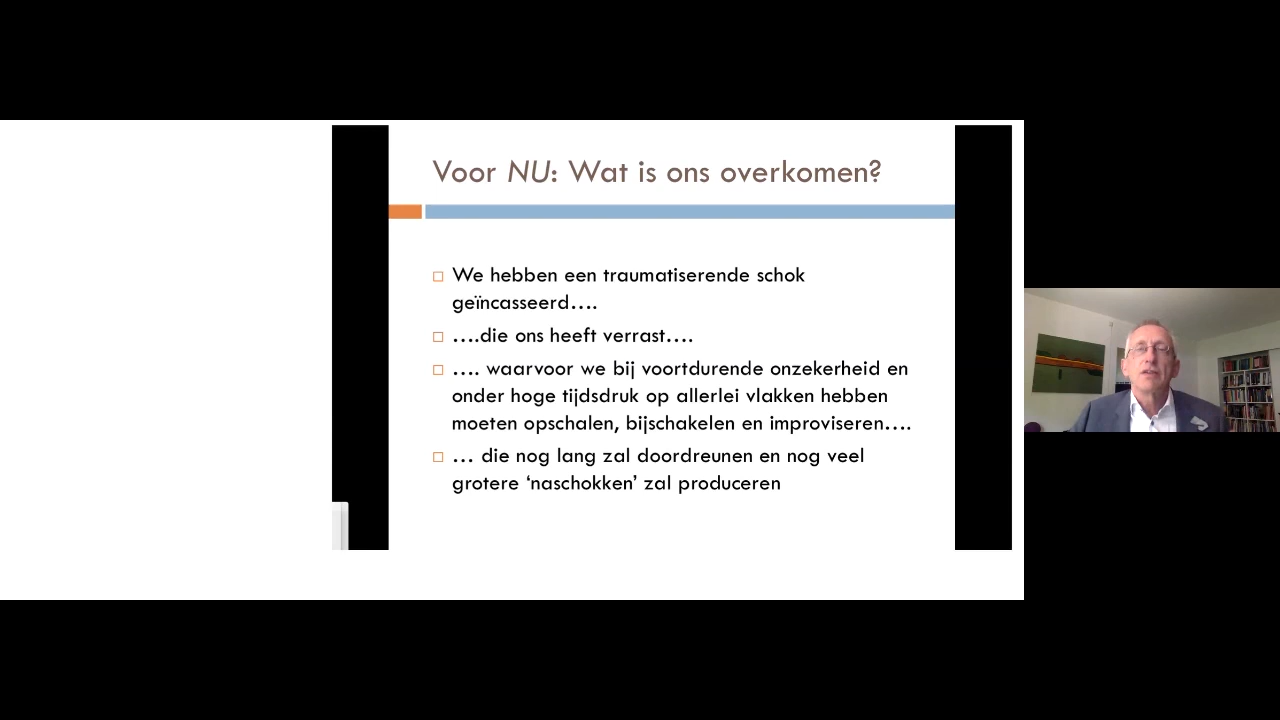 Voor NU: Wat is ons overkomen?
We hebben een traumatiserende schok
geïncasseerd….
….die ons heeft verrast….
…. waarvoor we bij voortdurende onzekerheid en
onder hoge tijdsdruk op allerlei vlakken hebben
moeten opschalen, bijschakelen en improviseren….
… die nog lang zal doordreunen en nog veel
grotere ‘naschokken’ zal produceren